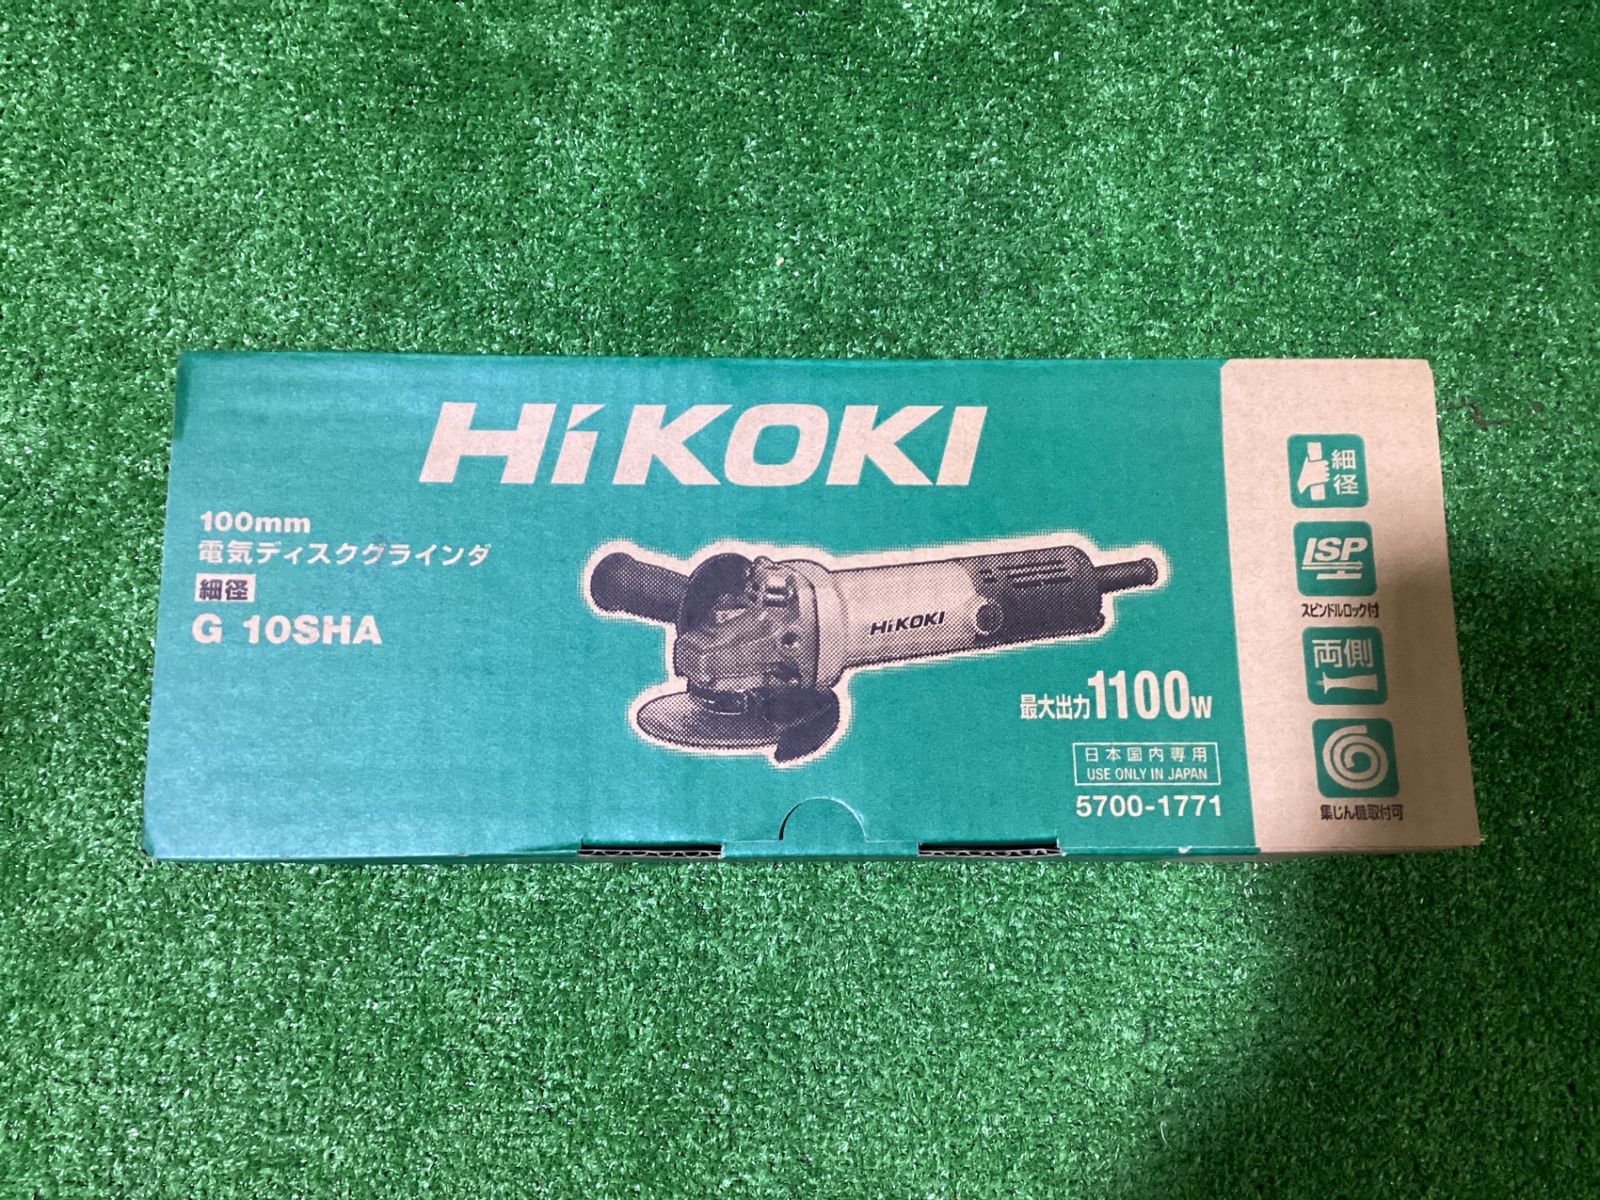 HiKOKI
100mm
電気ディスクグラインダ
細径
G 10SHA
HiKOKI
最大出力1100W
日本国内専用
USE ONLY IN JAPAN
5700-1771
細径
LSP
スピンドルロック付
両側
集じん機取付可